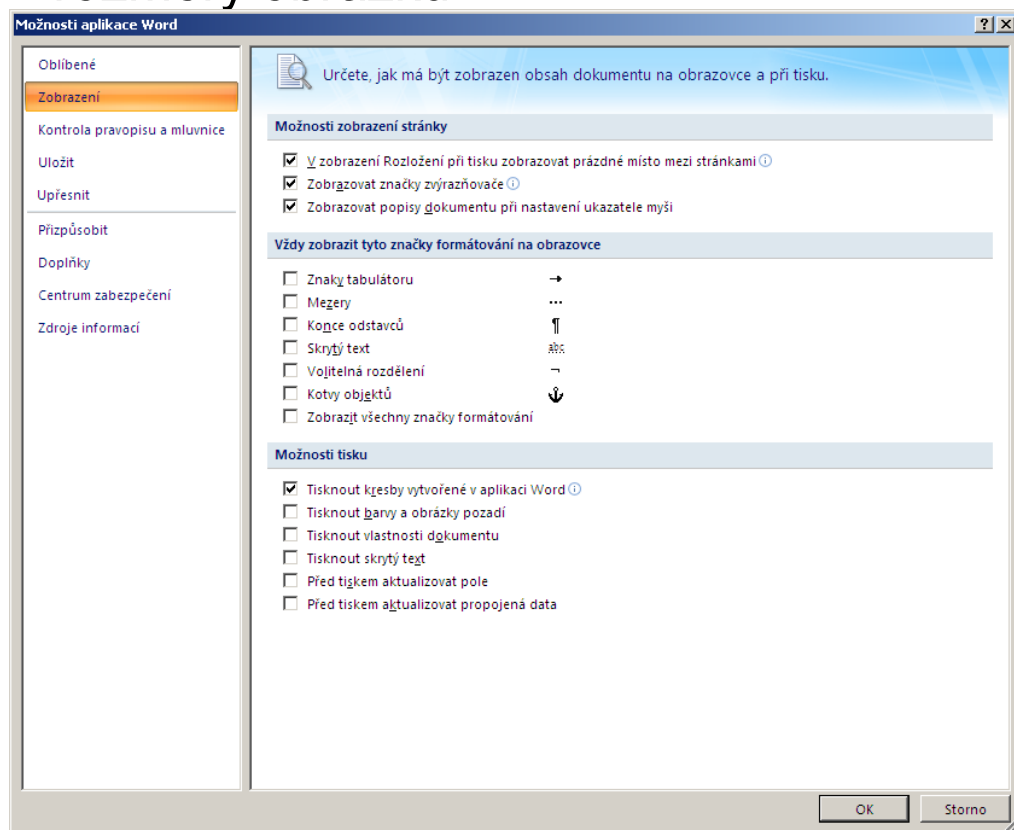 Možnosti aplikace Word
Oblíbené
Zobrazení
Kontrola pravopisu a mluvnice
Uložit
Upřesnit
Přizpůsobit
Doplňky
Centrum zabezpečení
Zdroje informací
Určete, jak má být zobrazen obsah dokumentu na obrazovce a při tisku.
Možnosti zobrazení stránky
V zobrazení Rozložení při tisku zobrazovat prázdné místo mezi stránkami
Zobrazovat značky zvýrazňovače
Zobrazovat popisy dokumentu při nastavení ukazatele myši
Vždy zobrazit tyto značky formátování na obrazovce
Znaky tabulátoru →
Mezery ...
Konce odstavců ¶
Skrytý text abc
Volitelná rozdělení ¬
Kotvy objektů
Zobrazit všechny značky formátování
Možnosti tisku
Tisknout kresby vytvořené v aplikaci Word
Tisknout barvy a obrázky pozadí
Tisknout vlastnosti dokumentu
Tisknout skrytý text
Před tiskem aktualizovat pole
Před tiskem aktualizovat propojená data
OK Storno